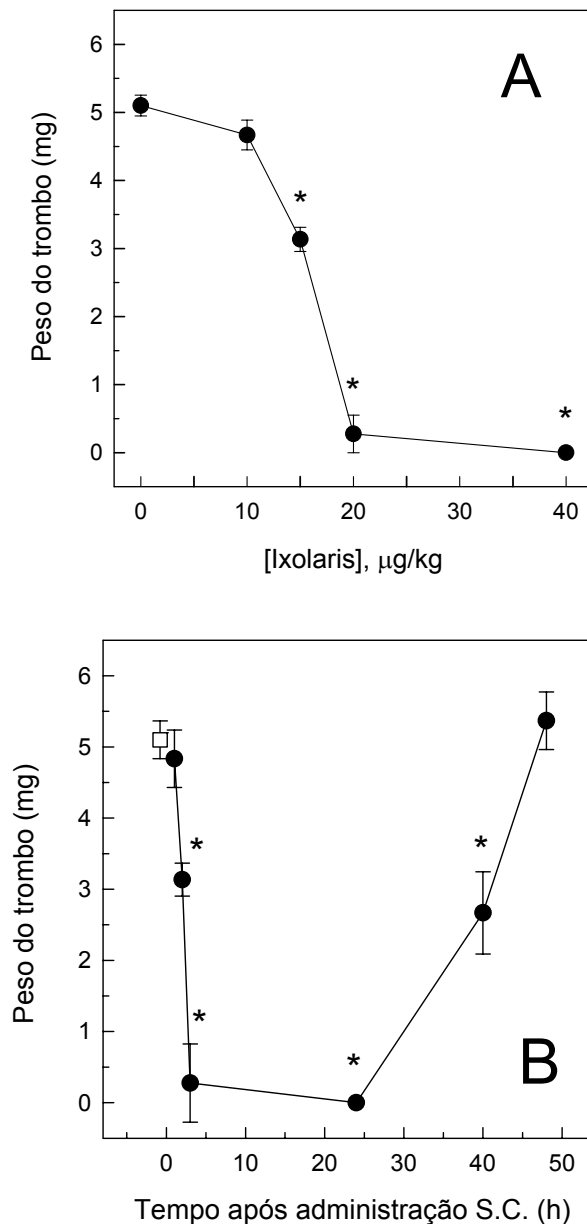 A
6
5
4
3
2
1
0
Peso do trombo (mg)
*
*
*
0 10 20 30 40
[Ixolaris], μg/kg
6
5
4
3
2
1
0
Peso do trombo (mg)
*
*
*
*
B
0 10 20 30 40 50
Tempo após administração S.C. (h)